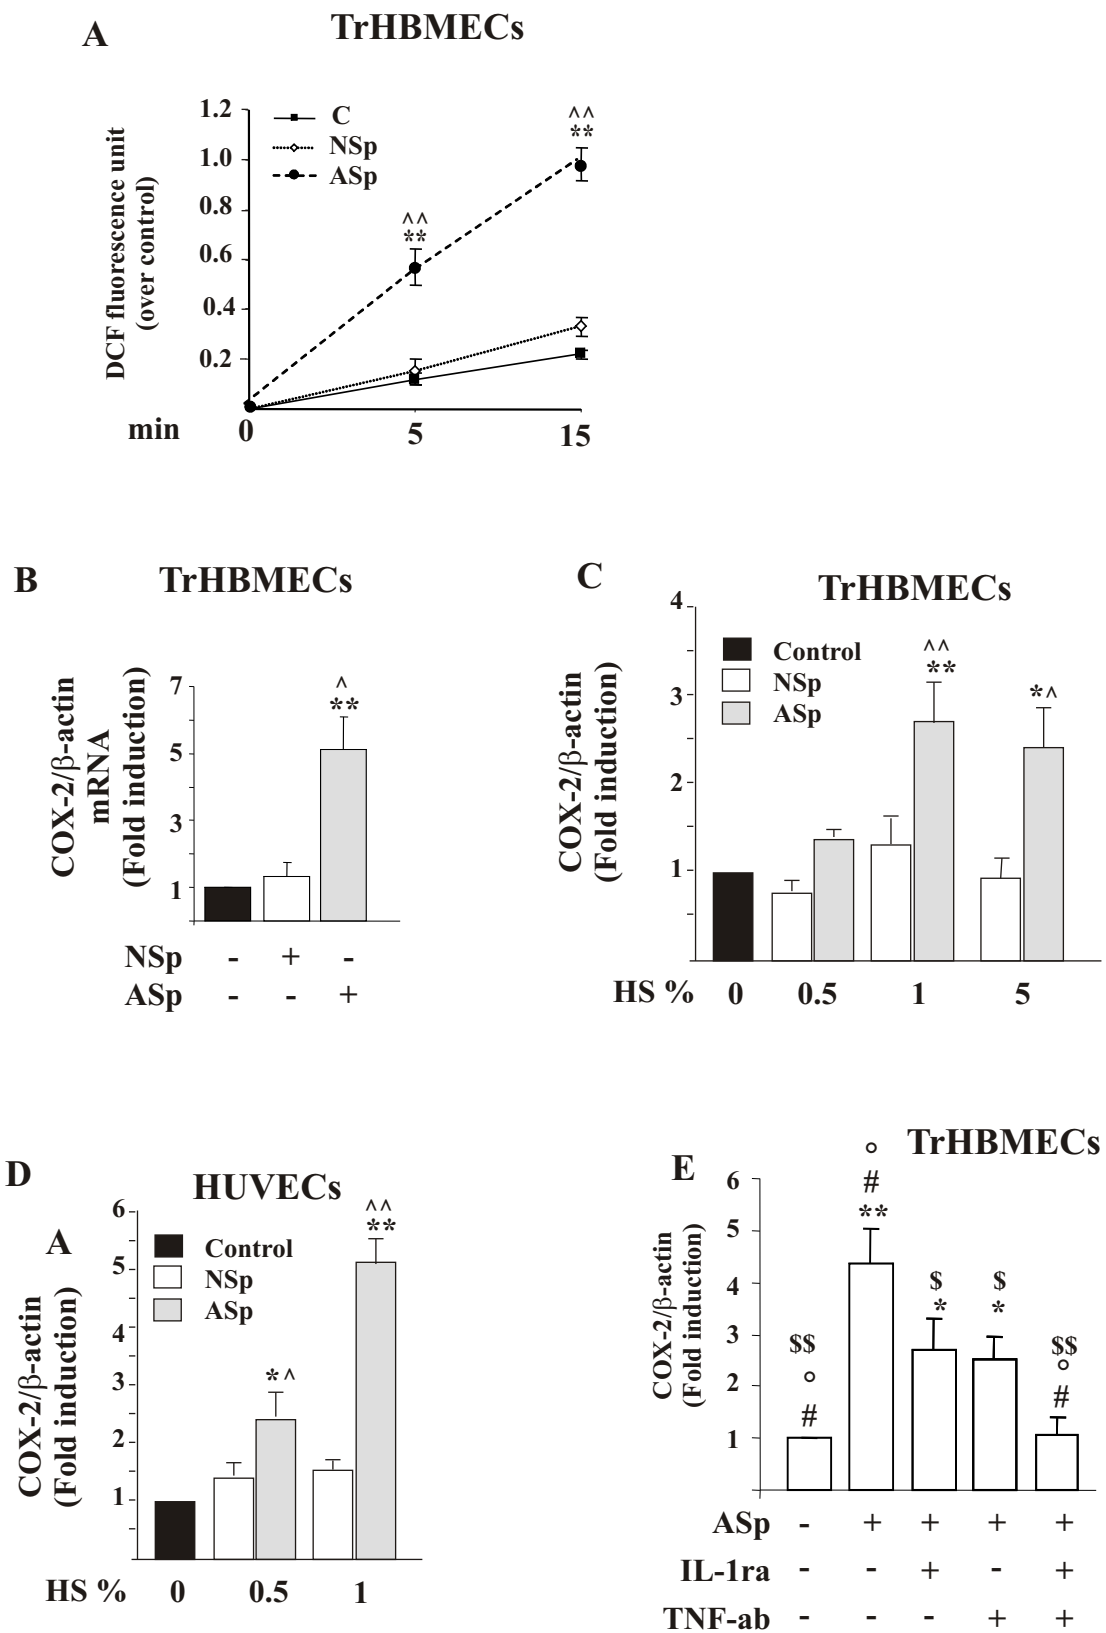 A
TrHBMECs
DCF fluorescence unit
(over control)
1.2
1.0
0.8
0.6
0.4
0.2
C
NSp
ASp
^^
**
^^
**
min 0 5 15
B
TrHBMECs
COX-2/β-actin
mRNA
(Fold induction)
7
5
3
1
^
**
NSp - + -
ASp - - +
C
TrHBMECs
COX-2/β-actin
(Fold induction)
4
3
2
1
Control
NSp
ASp
^^
**
*^
HS % 0 0.5 1 5
D
HUVECs
A
COX-2/β-actin
(Fold induction)
6
5
4
3
2
1
Control
NSp
ASp
*^
^^
**
HS % 0 0.5 1
E
TrHBMECs
COX-2/β-actin
(Fold induction)
6
5
4
3
2
1
$$
°
#
°
#
**
$
*
$
*
$$
°
#
ASp - + + + +
IL-1ra - - + - +
TNF-ab - - - + +